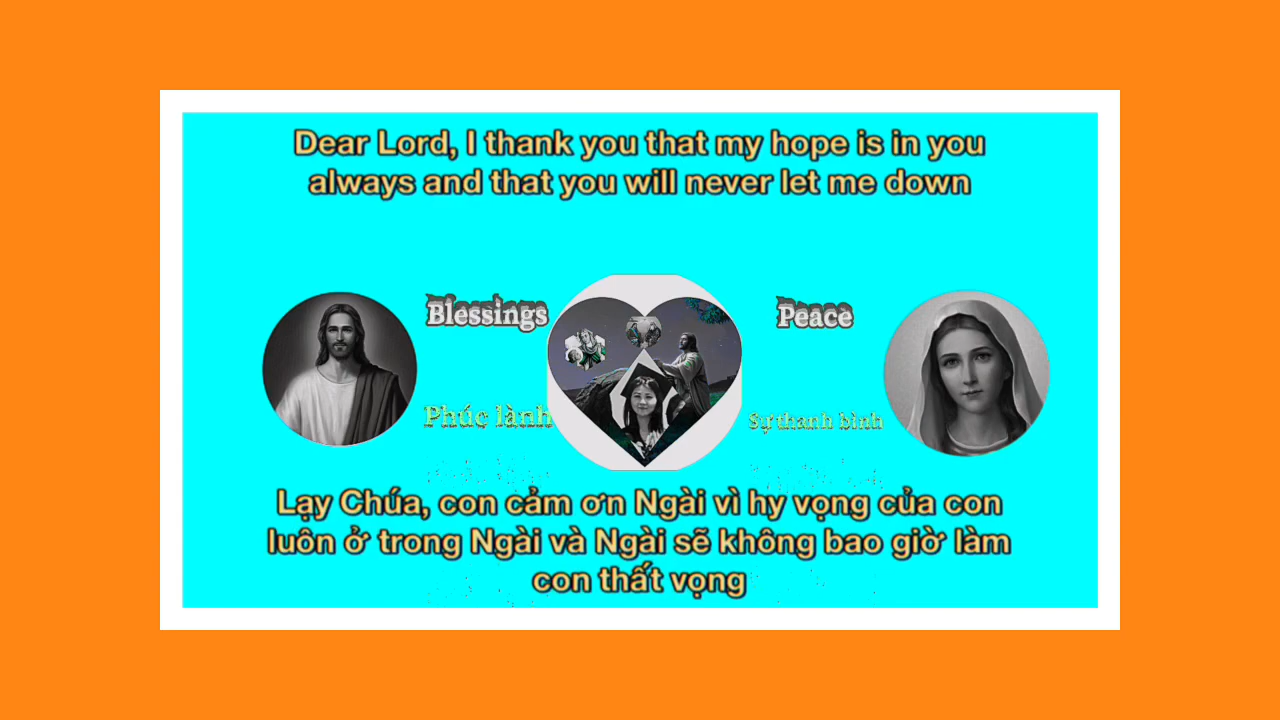 Dear Lord, I thank you that my hope is in you
always and that you will never let me down
Blessings
Peace
Phúc lành
Sự thanh bình
Lạy Chúa, con cảm ơn Ngài vì hy vọng của con
luôn ở trong Ngài và Ngài sẽ không bao giờ làm
con thất vọng